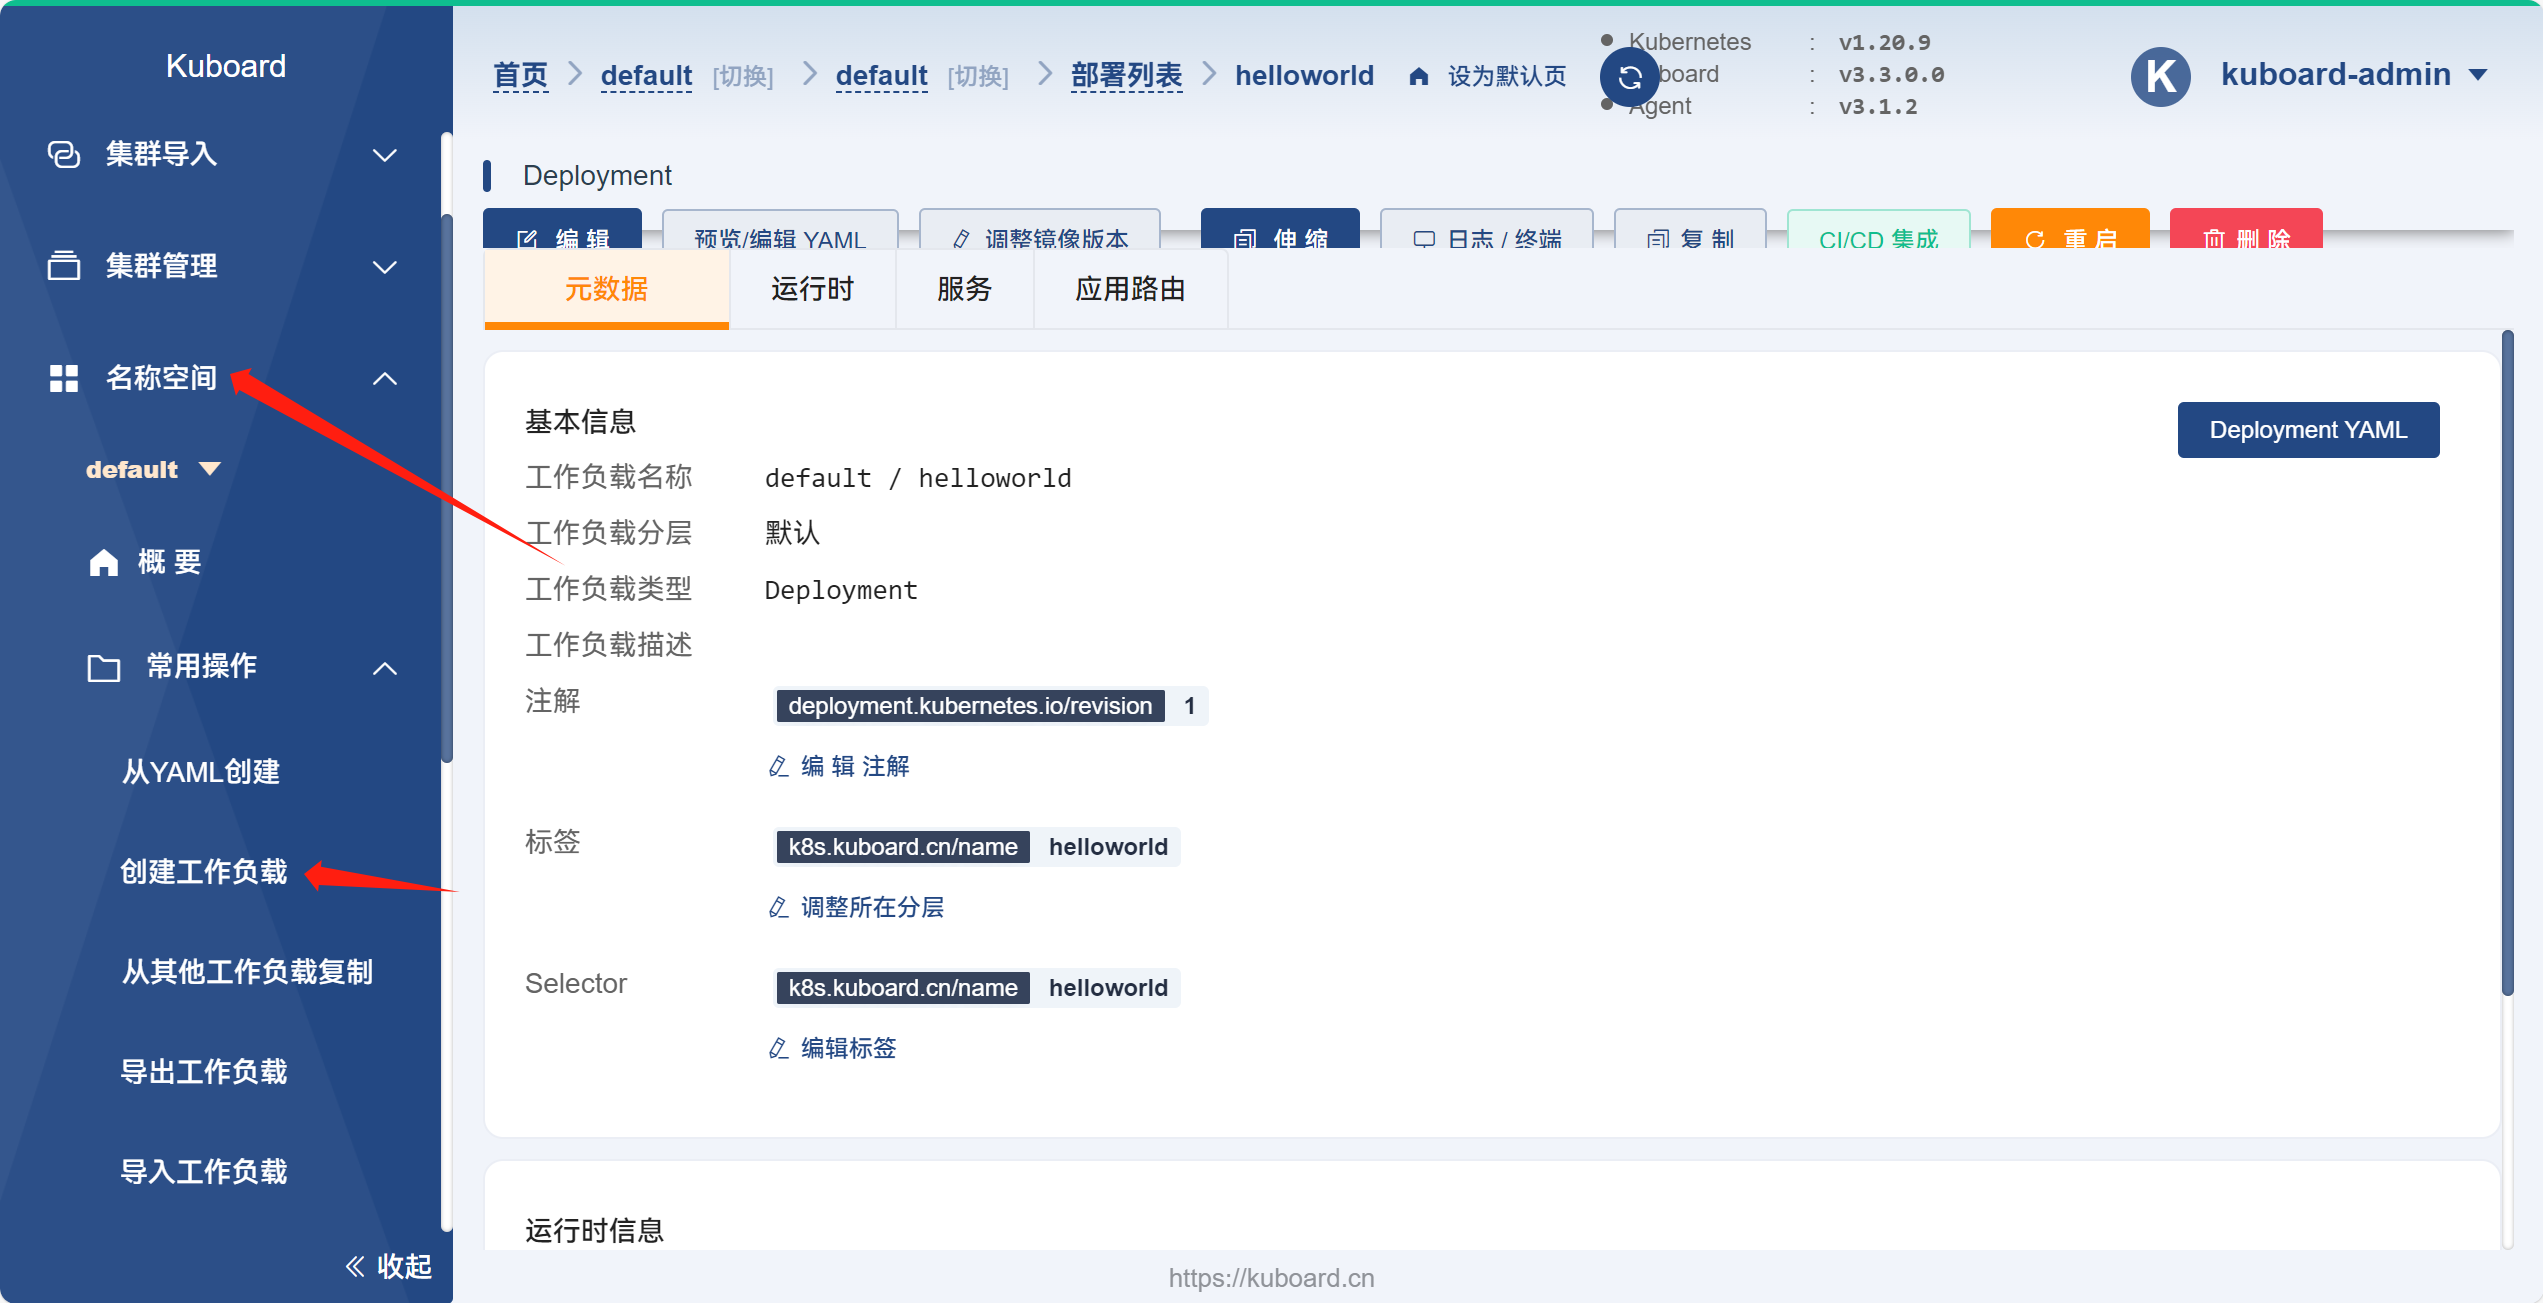 Kuboard
集群导入
集群管理
名称空间
default
概 要
常用操作
从YAML创建
创建工作负载
从其他工作负载复制
导出工作负载
导入工作负载
收起
首页 default [切换] default [切换] 部署列表 helloworld 设为默认页
Kubernetes : v1.20.9
board : v3.3.0.0
Agent : v3.1.2
K kuboard-admin
Deployment
编 辑 预览/编辑 YAML 调整镜像版本 伸 缩 日志 / 终端 复 制 CI/CD 集成 重 启 删 除
元数据 运行时 服务 应用路由
基本信息
Deployment YAML
工作负载名称 default / helloworld
工作负载分层 默认
工作负载类型 Deployment
工作负载描述
注解 deployment.kubernetes.io/revision 1
编 辑 注解
标签 k8s.kuboard.cn/name helloworld
调整所在分层
Selector k8s.kuboard.cn/name helloworld
编辑标签
运行时信息
https://kuboard.cn